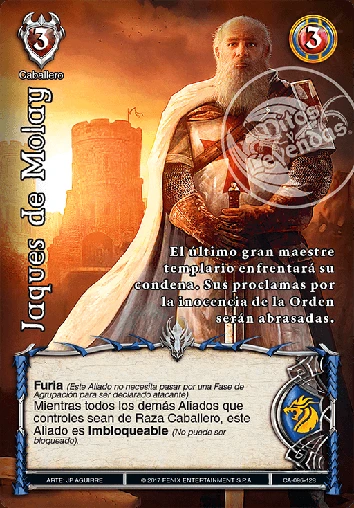 3
3
Caballero
Jaques de Molay
Mitos y Leyendas
El último gran maestre
templario enfrentará su
condena. Sus proclamas por
la inocencia de la Orden
serán abrasadas.
Furia (Este Aliado no necesita pasar por una Fase de
Agrupación para ser declarado atacante)
Mientras todos los demás Aliados que
controles sean de Raza Caballero, este
Aliado es Imbloqueable (No puede ser
bloqueado).
ARTE: JP AGUIRRE
© 2017 FENIX ENTERTAINMENT S.P.A